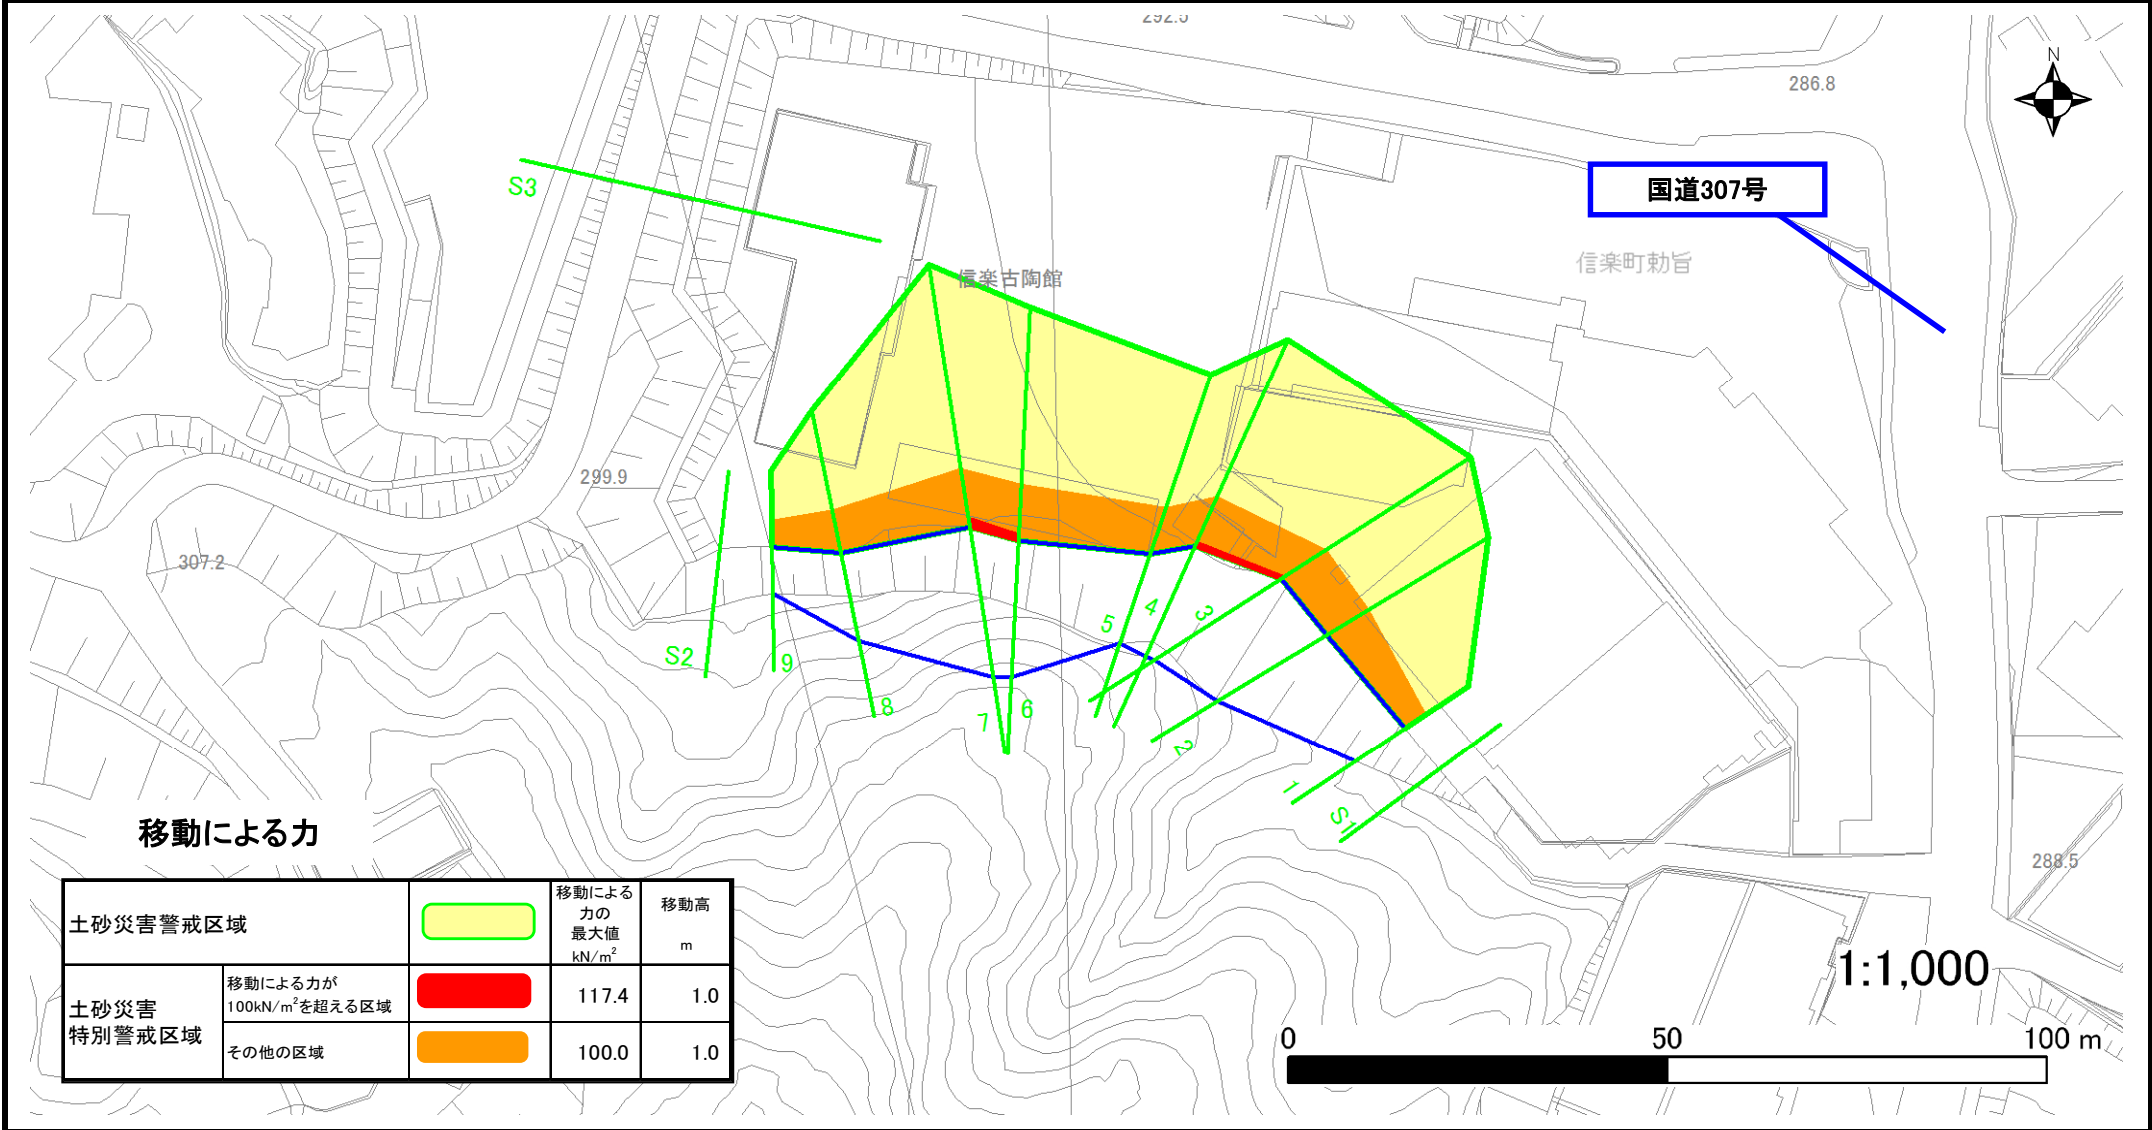 292.5
N
286.8
国道307号
S3
信楽古陶館
信楽町勅旨
299.9
307.2
S2
9
8
7
6
5
4
3
2
1
S1
288.5
移動による力
土砂災害警戒区域
移動による
力の
最大値
kN/m²
移動高
m
土砂災害
特別警戒区域
移動による力が
100kN/m²を超える区域
117.4
1.0
その他の区域
100.0
1.0
1:1,000
0
50
100 m